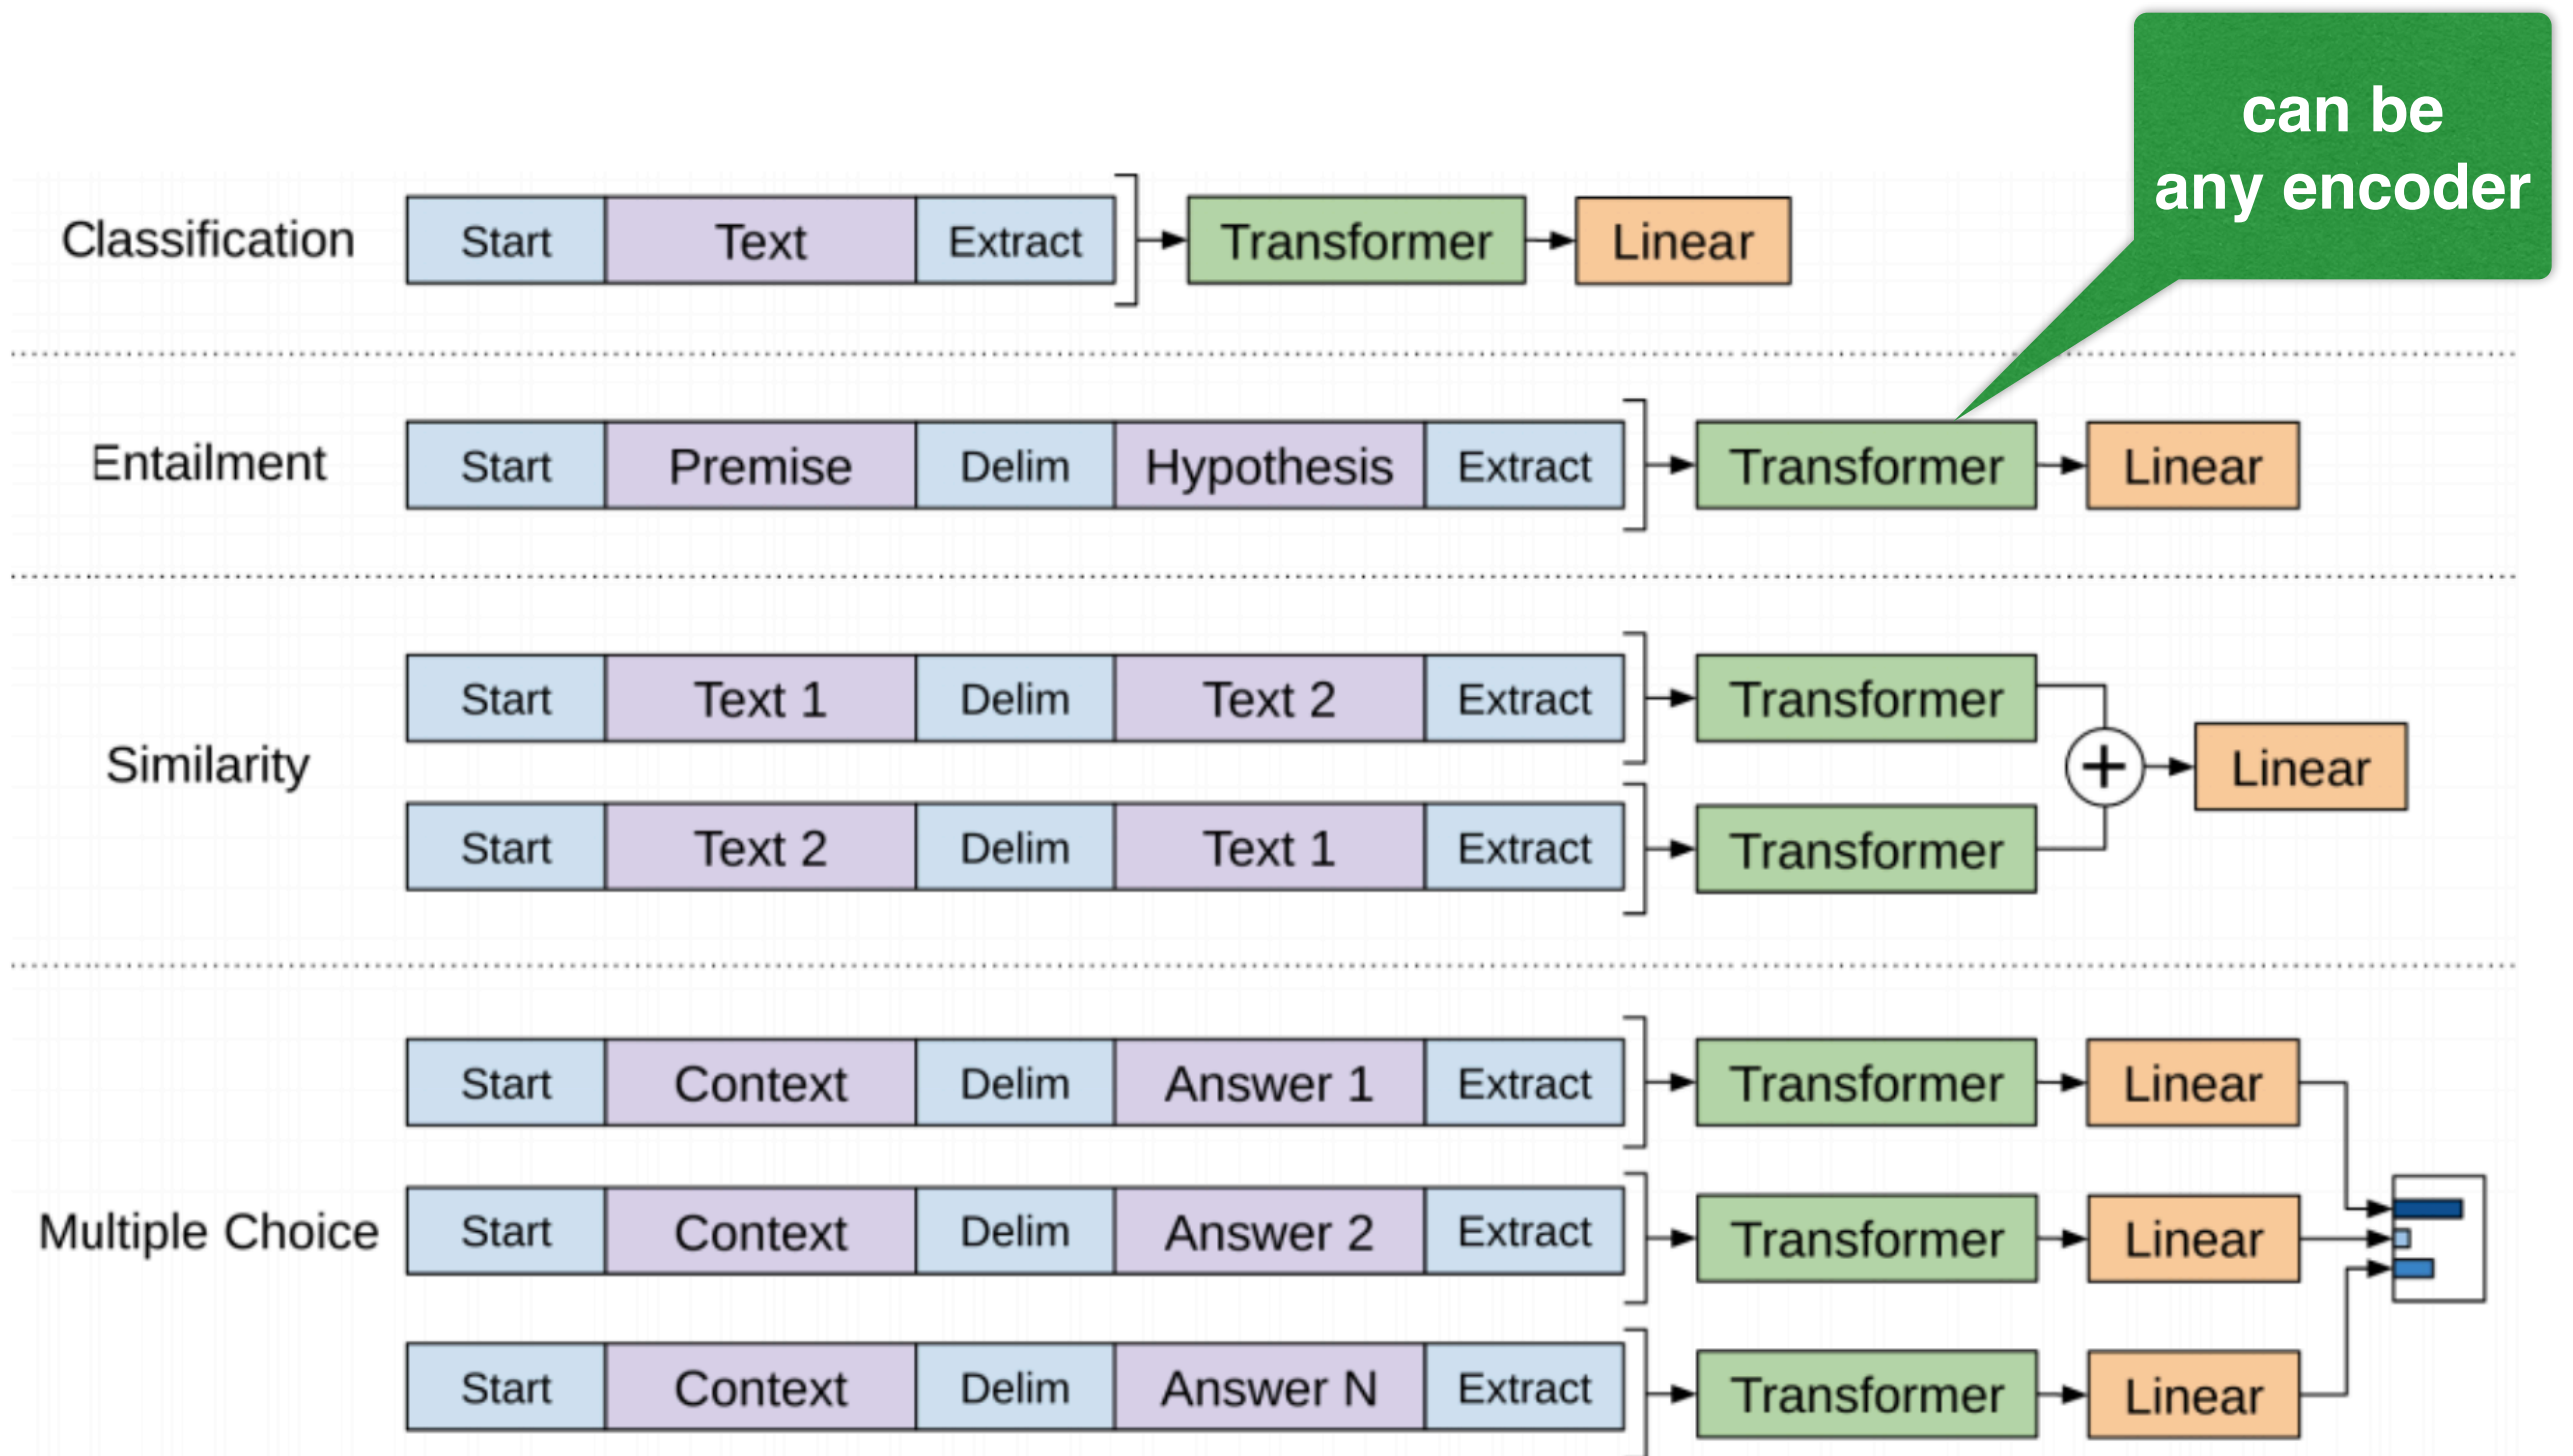 can be
any encoder
Classification Start Text Extract Transformer Linear
Entailment Start Premise Delim Hypothesis Extract Transformer Linear
Start Text 1 Delim Text 2 Extract Transformer
Similarity + Linear
Start Text 2 Delim Text 1 Extract Transformer
Start Context Delim Answer 1 Extract Transformer Linear
Multiple Choice Start Context Delim Answer 2 Extract Transformer Linear
Start Context Delim Answer N Extract Transformer Linear